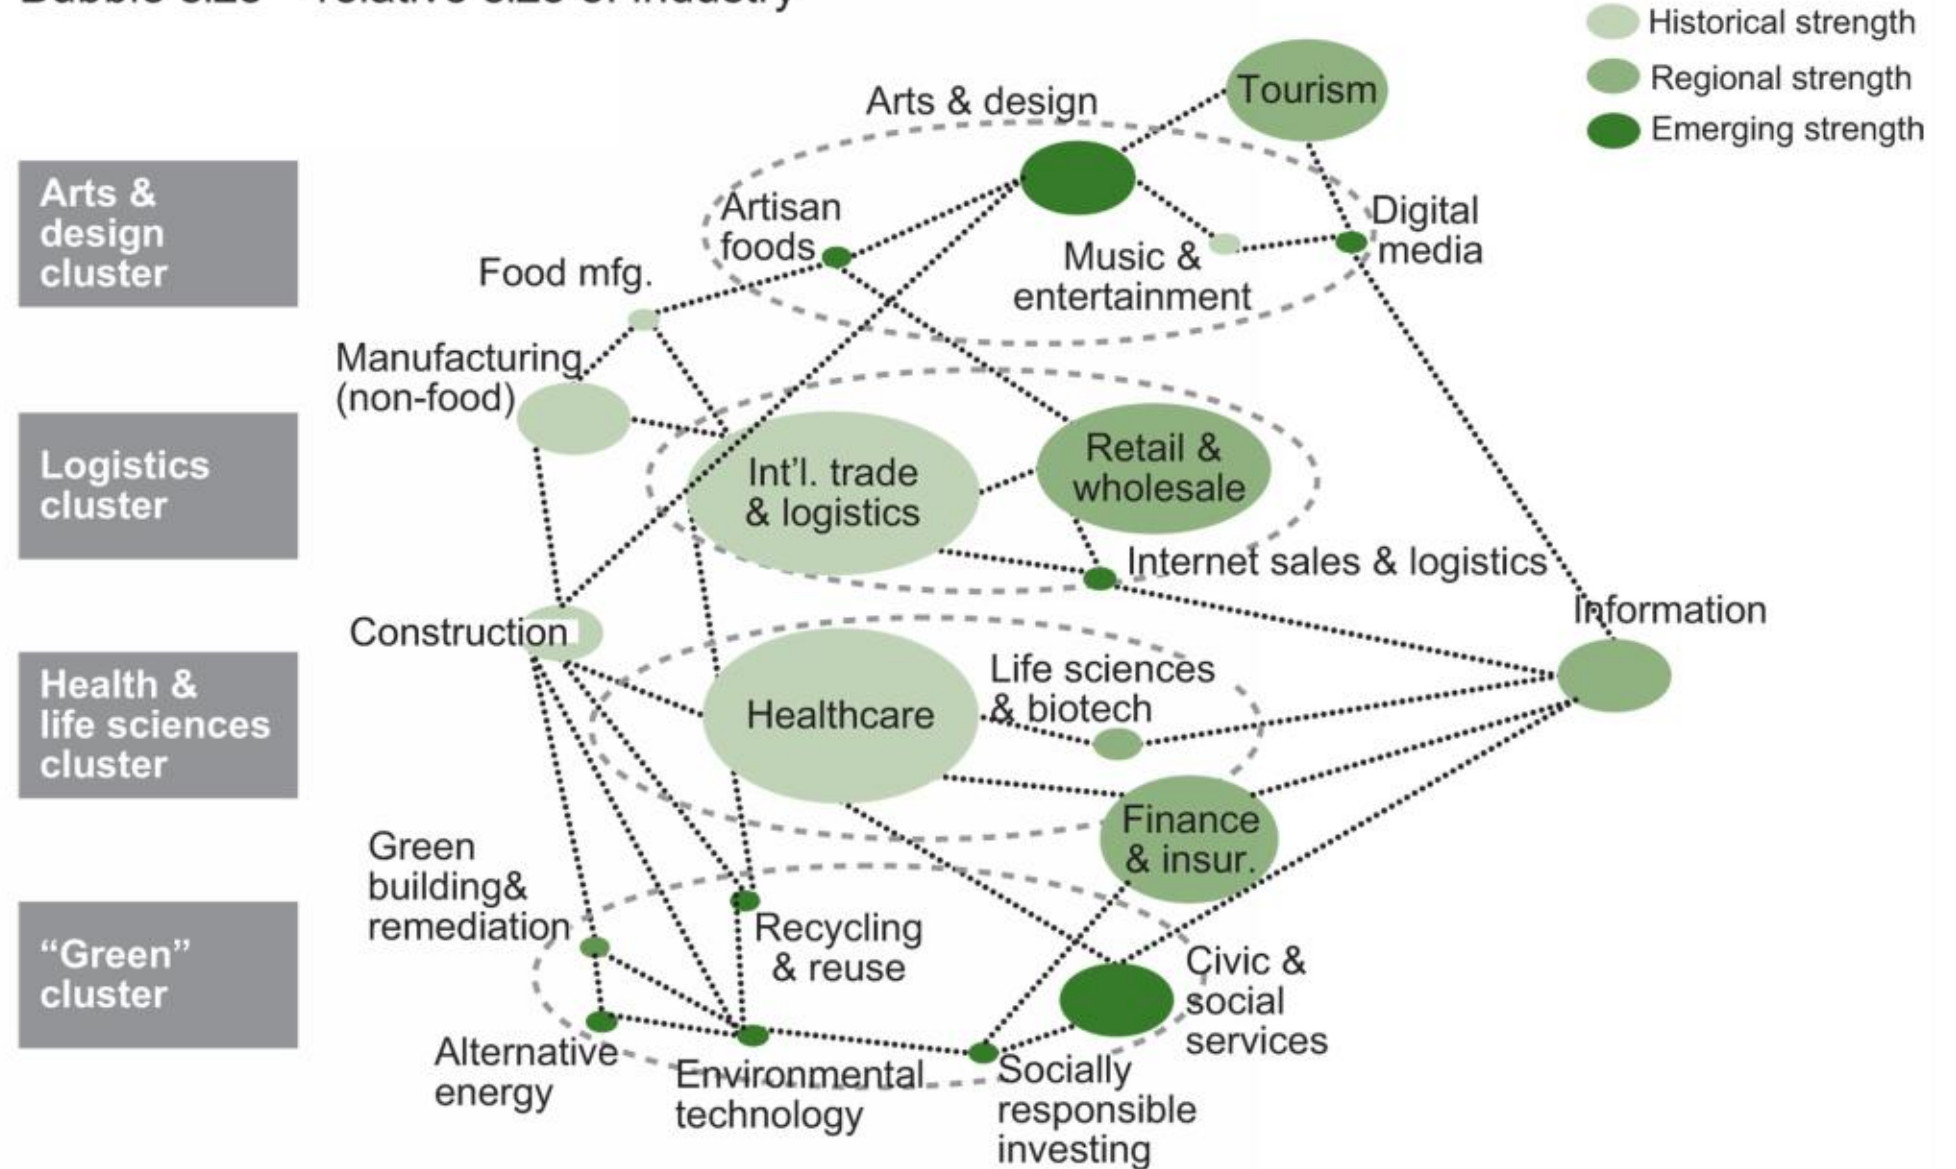 Historical strength
Regional strength
Emerging strength
Tourism
Arts & design
Arts &
design
cluster
Artisan
foods
Digital
media
Music &
entertainment
Food mfg.
Manufacturing
(non-food)
Logistics
cluster
Int’l. trade
& logistics
Retail &
wholesale
Internet sales & logistics
Information
Construction
Health &
life sciences
cluster
Healthcare
Life sciences
& biotech
Finance
& insur.
Green
building&
remediation
“Green”
cluster
Recycling
& reuse
Civic &
social
services
Alternative
energy
Environmental
technology
Socially
responsible
investing